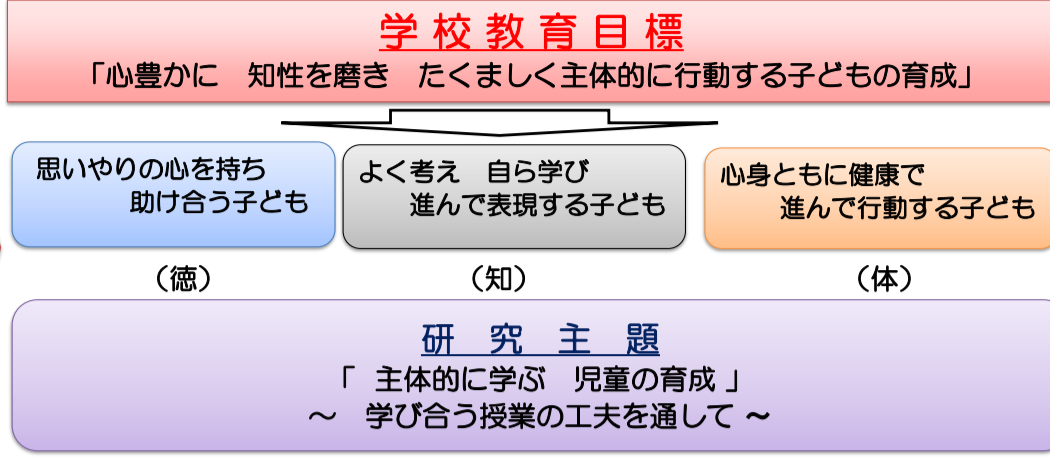 学校教育目標
「心豊かに　知性を磨き　たくましく主体的に行動する子どもの育成」
思いやりの心を持ち
助け合う子ども
（徳）
よく考え　自ら学び
進んで表現する子ども
（知）
心身ともに健康で
進んで行動する子ども
（体）
研　究　主　題
「 主体的に学ぶ　児童の育成 」
～　学び合う授業の工夫を通して ～